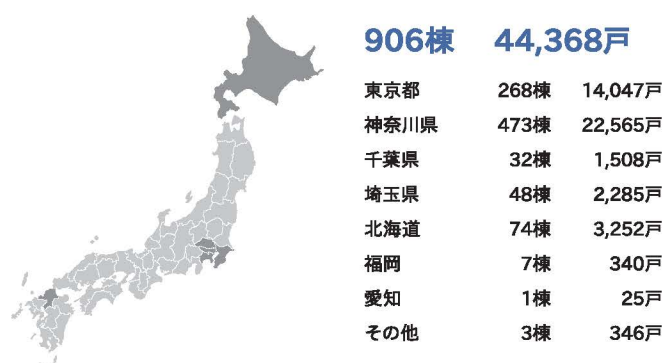 906棟 44,368戸
東京都 268棟 14,047戸
神奈川県 473棟 22,565戸
千葉県 32棟 1,508戸
埼玉県 48棟 2,285戸
北海道 74棟 3,252戸
福岡 7棟 340戸
愛知 1棟 25戸
その他 3棟 346戸